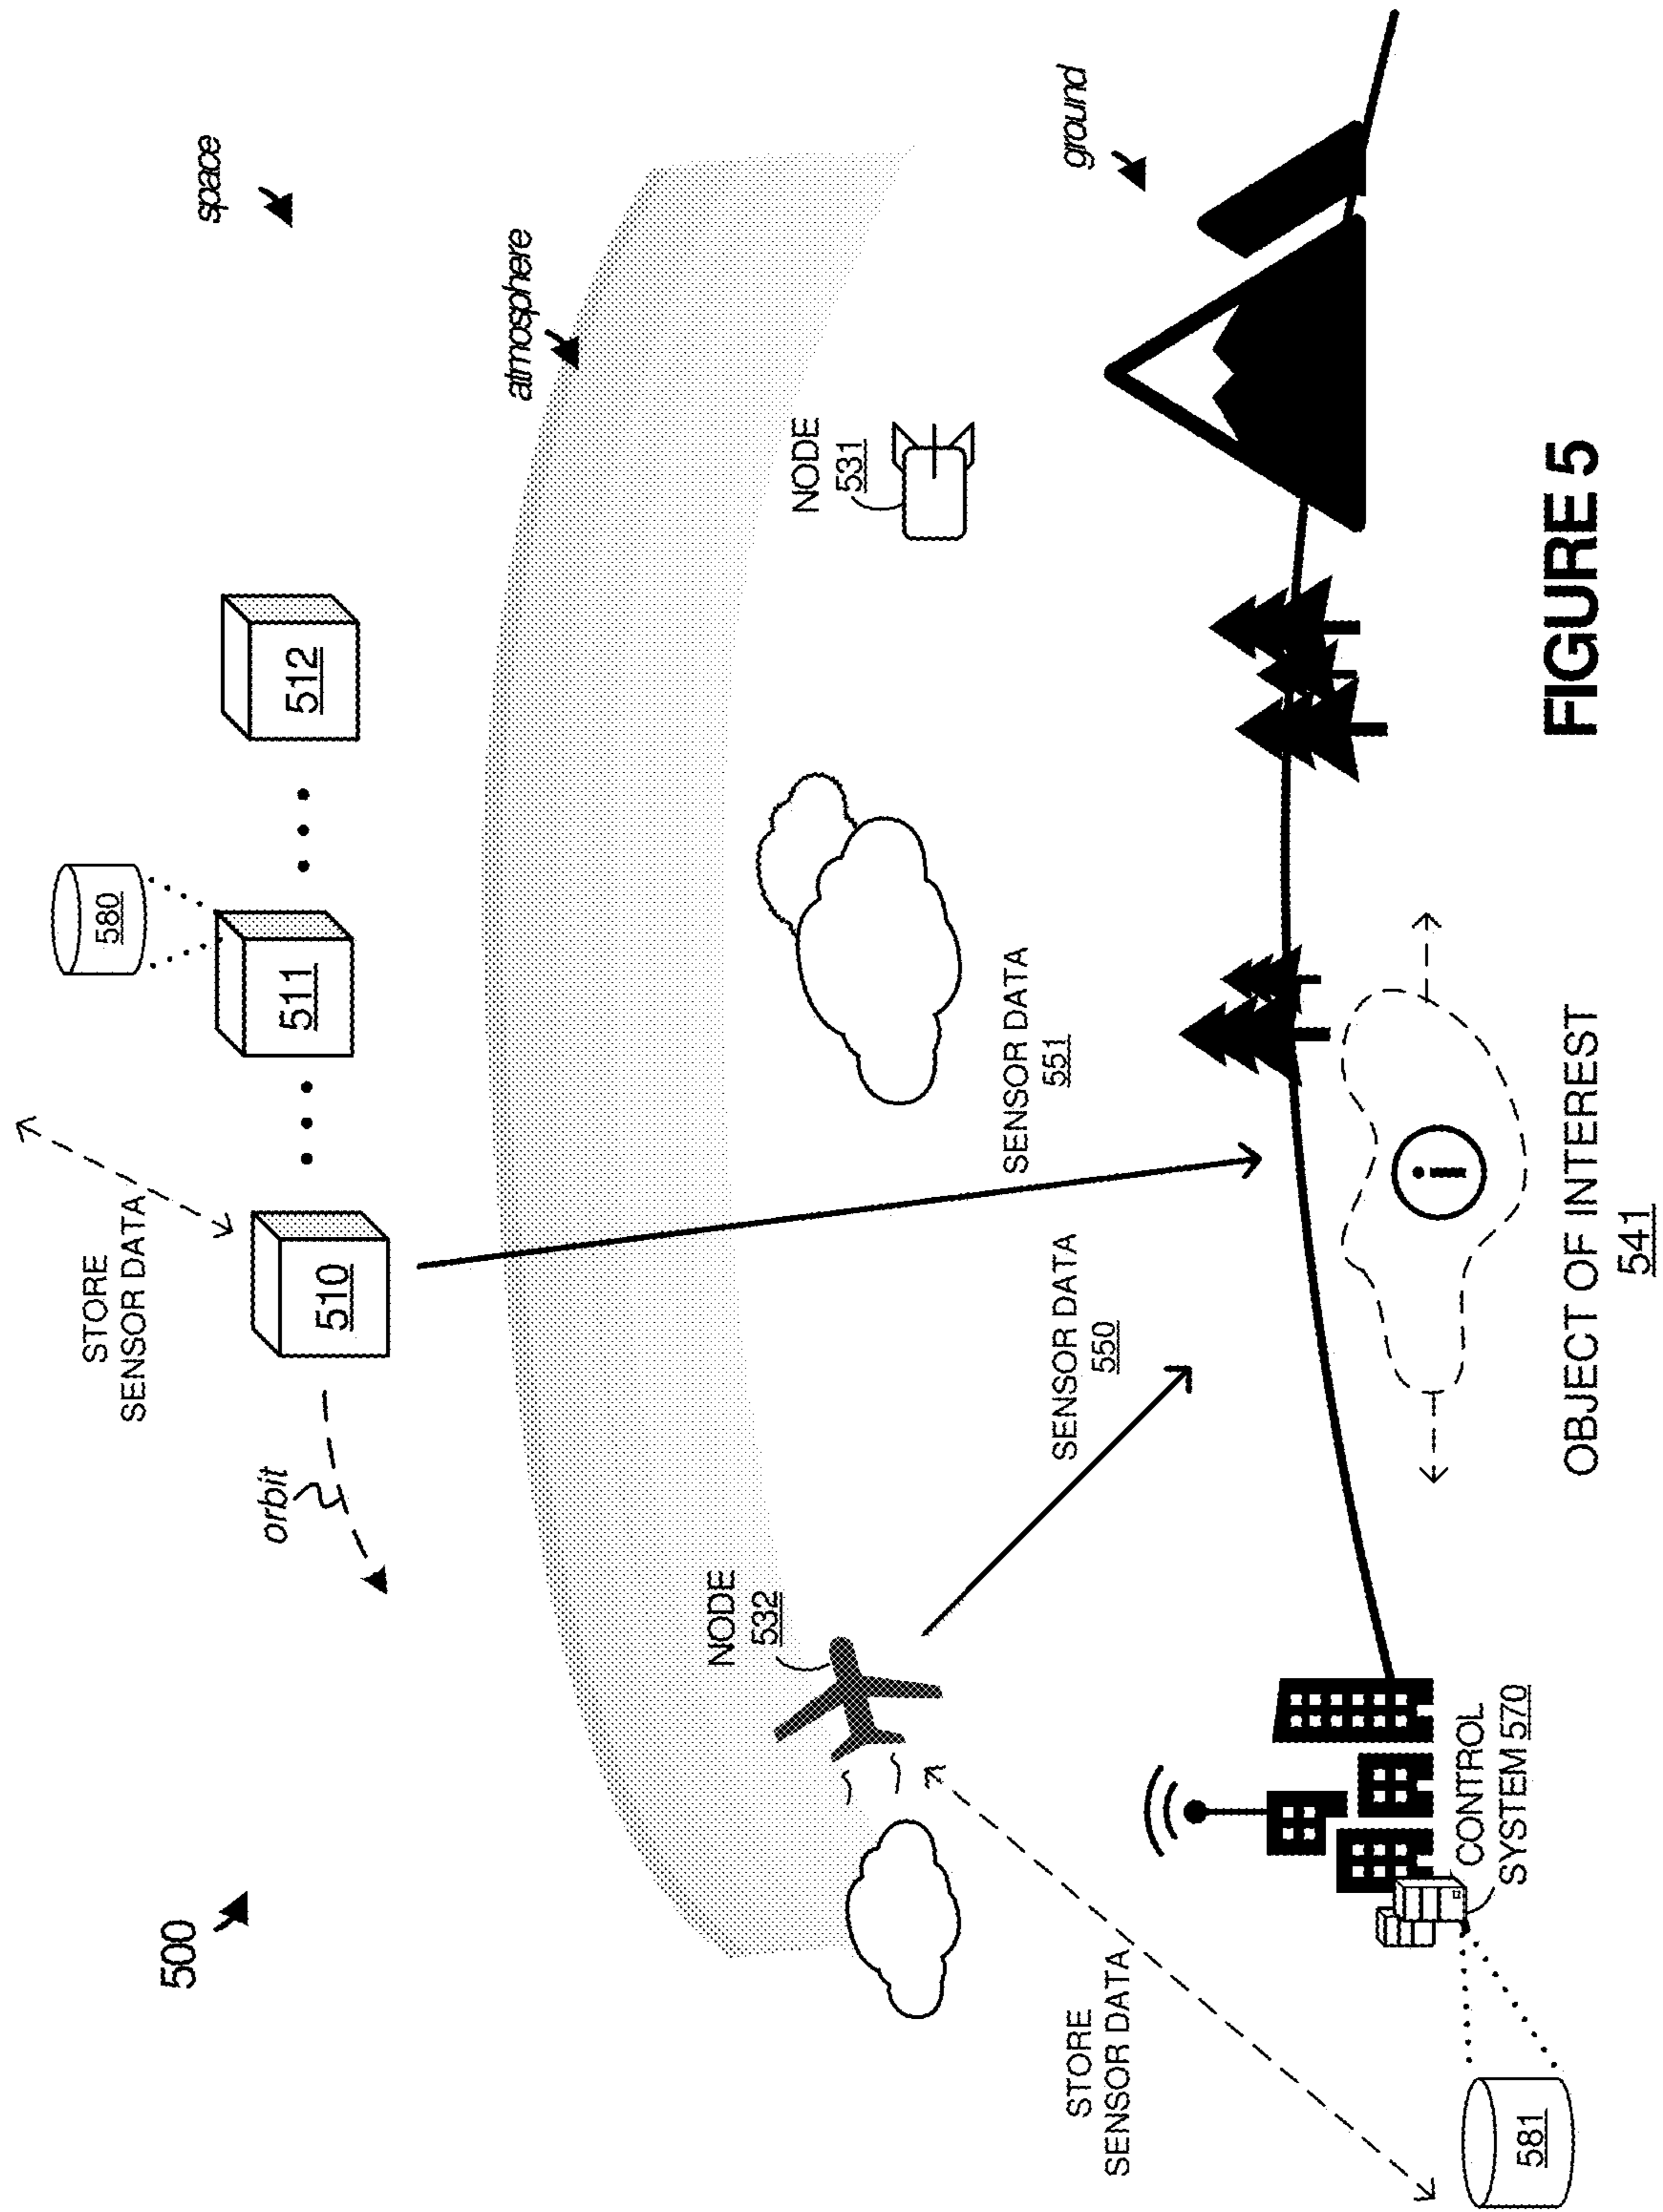 500
space
STORE
SENSOR DATA
580
orbit
510
511
512
atmosphere
NODE
532
NODE
531
ground
SENSOR DATA
551
SENSOR DATA
550
STORE
SENSOR DATA
CONTROL
SYSTEM 570
581
i
OBJECT OF INTEREST
541
FIGURE 5